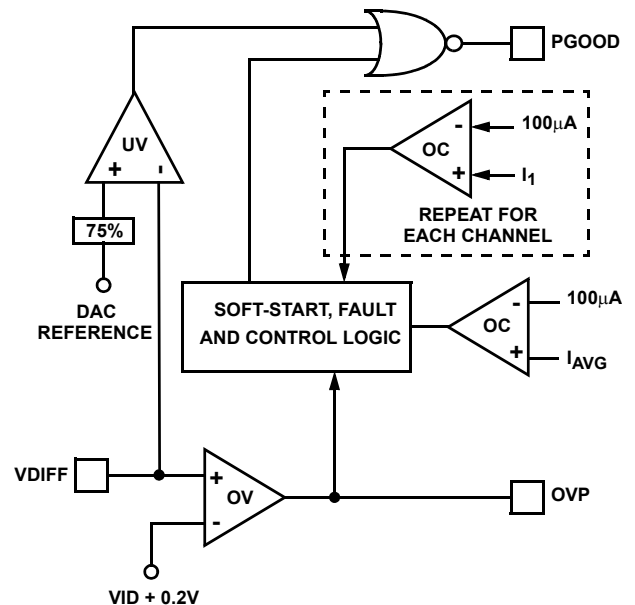 PGOOD
UV
+ -
75%
DAC
REFERENCE
-
OC
+
100µA
I1
REPEAT FOR
EACH CHANNEL
SOFT-START, FAULT
AND CONTROL LOGIC
-
OC
+
100µA
IAVG
VDIFF
+
OV
-
OVP
VID + 0.2V